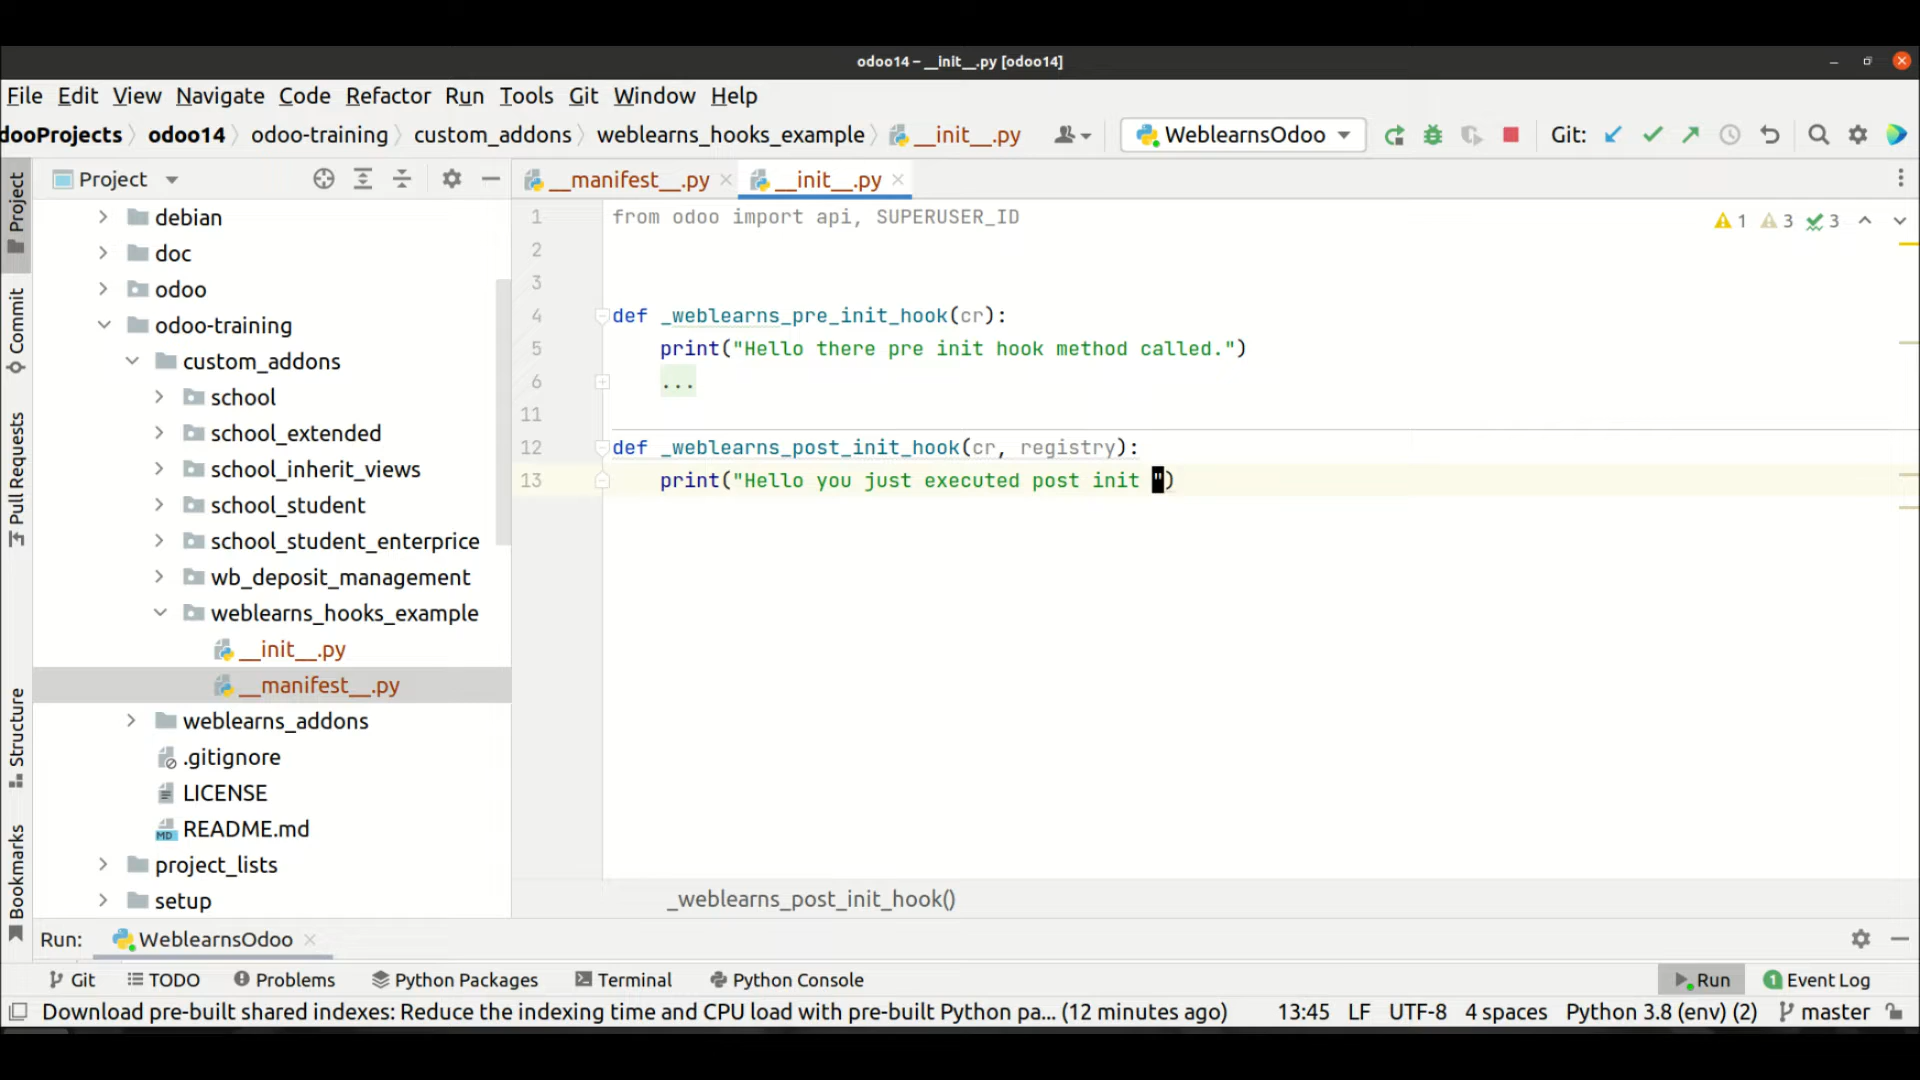 odoo14 – __init__.py [odoo14]
File Edit View Navigate Code Refactor Run Tools Git Window Help
dooProjects odoo14 odoo-training custom_addons weblearns_hooks_example __init__.py WeblearnsOdoo Git:
Project
Commit
Pull Requests
Structure
Bookmarks
Project
debian
doc
odoo
odoo-training
custom_addons
school
school_extended
school_inherit_views
school_student
school_student_enterprice
wb_deposit_management
weblearns_hooks_example
__init__.py
__manifest__.py
weblearns_addons
.gitignore
LICENSE
README.md
project_lists
setup
__manifest__.py __init__.py
1 from odoo import api, SUPERUSER_ID
2
3
4 def _weblearns_pre_init_hook(cr):
5 print("Hello there pre init hook method called.")
6 ...
11
12 def _weblearns_post_init_hook(cr, registry):
13 print("Hello you just executed post init ")
1 3 3
_weblearns_post_init_hook()
Run: WeblearnsOdoo
Git TODO Problems Python Packages Terminal Python Console Run 1 Event Log
Download pre-built shared indexes: Reduce the indexing time and CPU load with pre-built Python pa... (12 minutes ago) 13:45 LF UTF-8 4 spaces Python 3.8 (env) (2) master